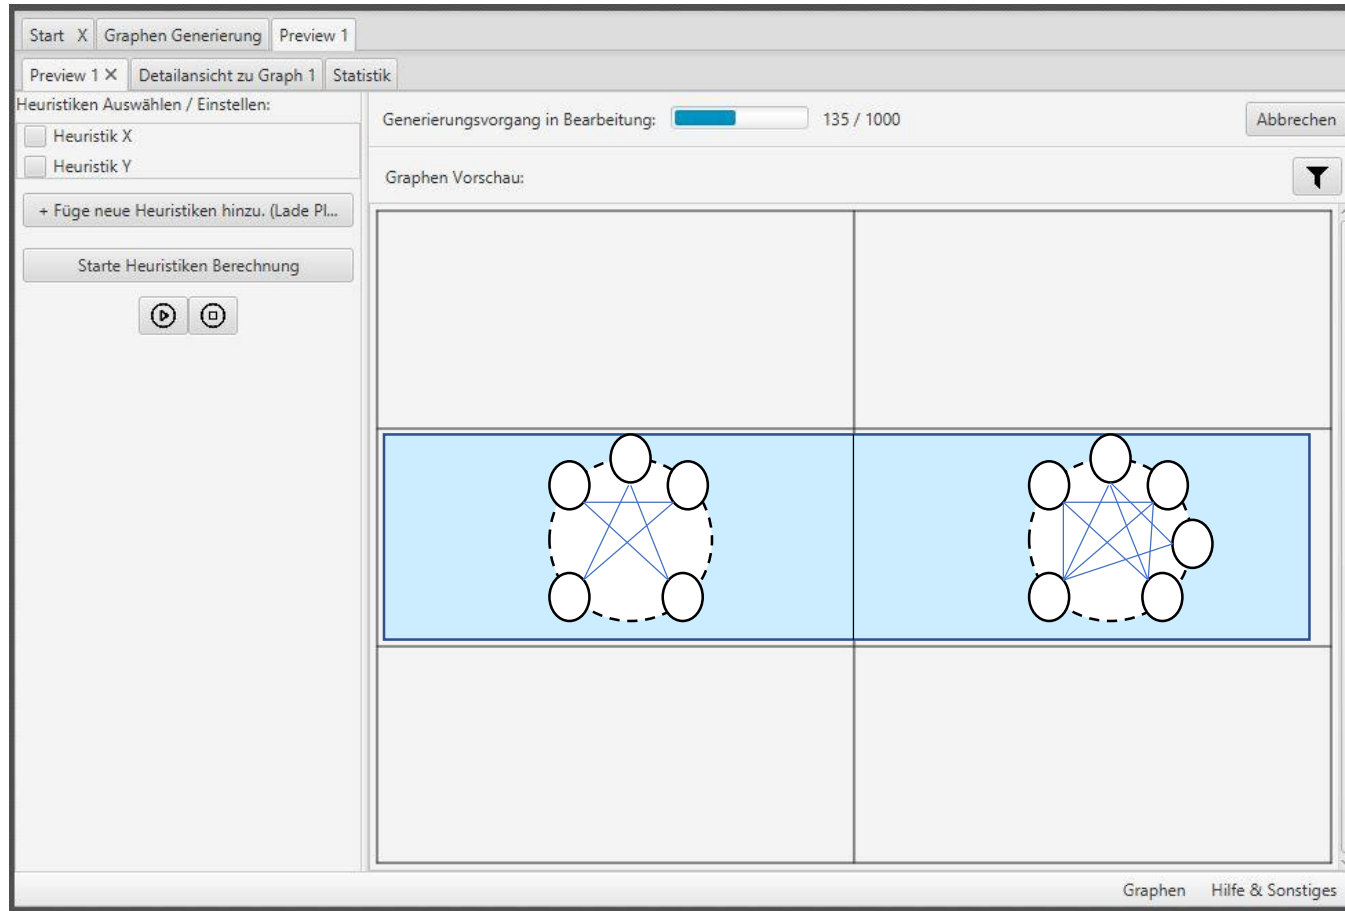 Start X Graphen Generierung Preview 1
Preview 1 X Detailansicht zu Graph 1 Statistik
Heuristiken Auswählen / Einstellen:
Heuristik X
Heuristik Y
+ Füge neue Heuristiken hinzu. (Lade Pl...
Starte Heuristiken Berechnung
Generierungsvorgang in Bearbeitung: 135 / 1000 Abbrechen
Graphen Vorschau:
Graphen Hilfe & Sonstiges